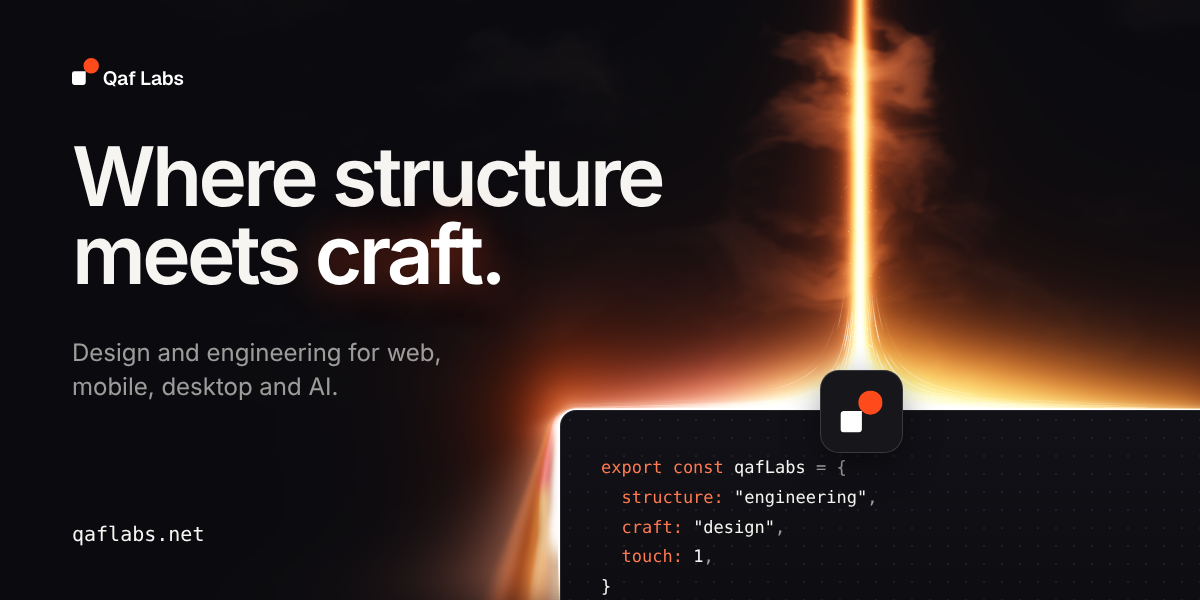 Qaf Labs
Where structure
meets craft.
Design and engineering for web,
mobile, desktop and AI.
qaflabs.net
export const qafLabs = {
  structure: "engineering",
  craft: "design",
  touch: 1,
}